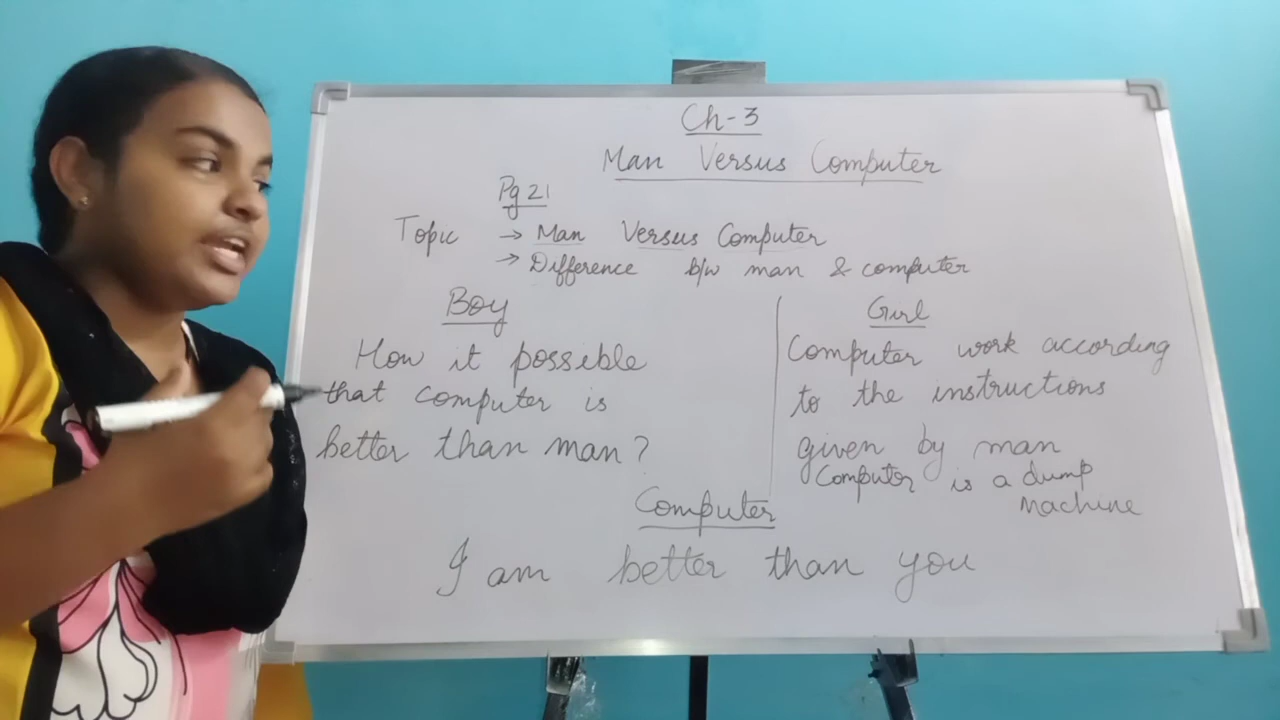 Ch-3
Man Versus Computer
Pg 21
Topic → Man Versus Computer
→ Difference b/w man & computer
Boy
How it possible
that computer is
better than man?
Girl
Computer work according
to the instructions
given by man
Computer is a dump
Machine
Computer
I am better than you